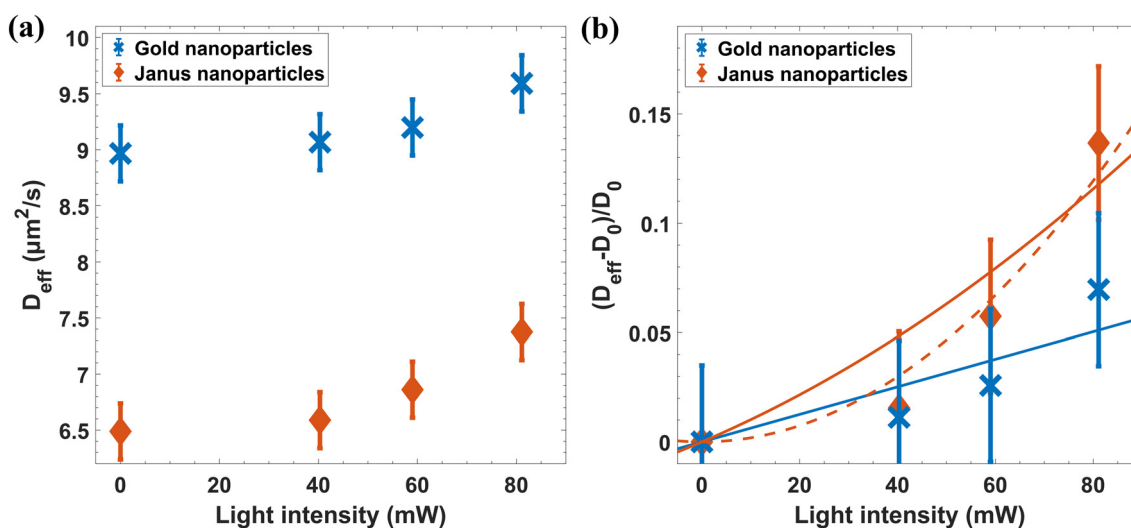 (a)
10
9.5
9
8.5
8
7.5
7
6.5
D_eff (µm²/s)
Gold nanoparticles
Janus nanoparticles
0
20
40
60
80
Light intensity (mW)
(b)
0.15
0.1
0.05
0
(D_eff-D_0)/D_0
Gold nanoparticles
Janus nanoparticles
0
20
40
60
80
Light intensity (mW)